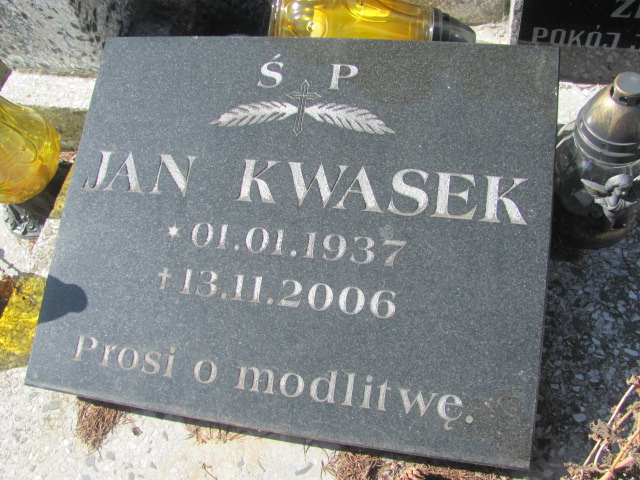 Ś P
JAN KWASEK
* 01.01.1937
† 13.11.2006
Prosi o modlitwę.
POKÓJ